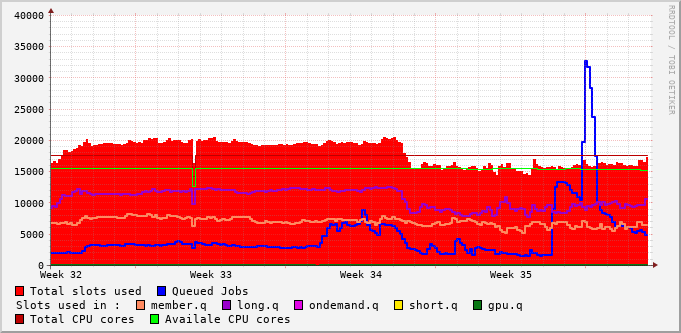 40000
35000
30000
25000
20000
15000
10000
5000
0
Week 32 Week 33 Week 34 Week 35
RRDTOOL / TOBI OETIKER
Total slots used Queued Jobs
Slots used in : member.q long.q ondemand.q short.q gpu.q
Total CPU cores Availale CPU cores